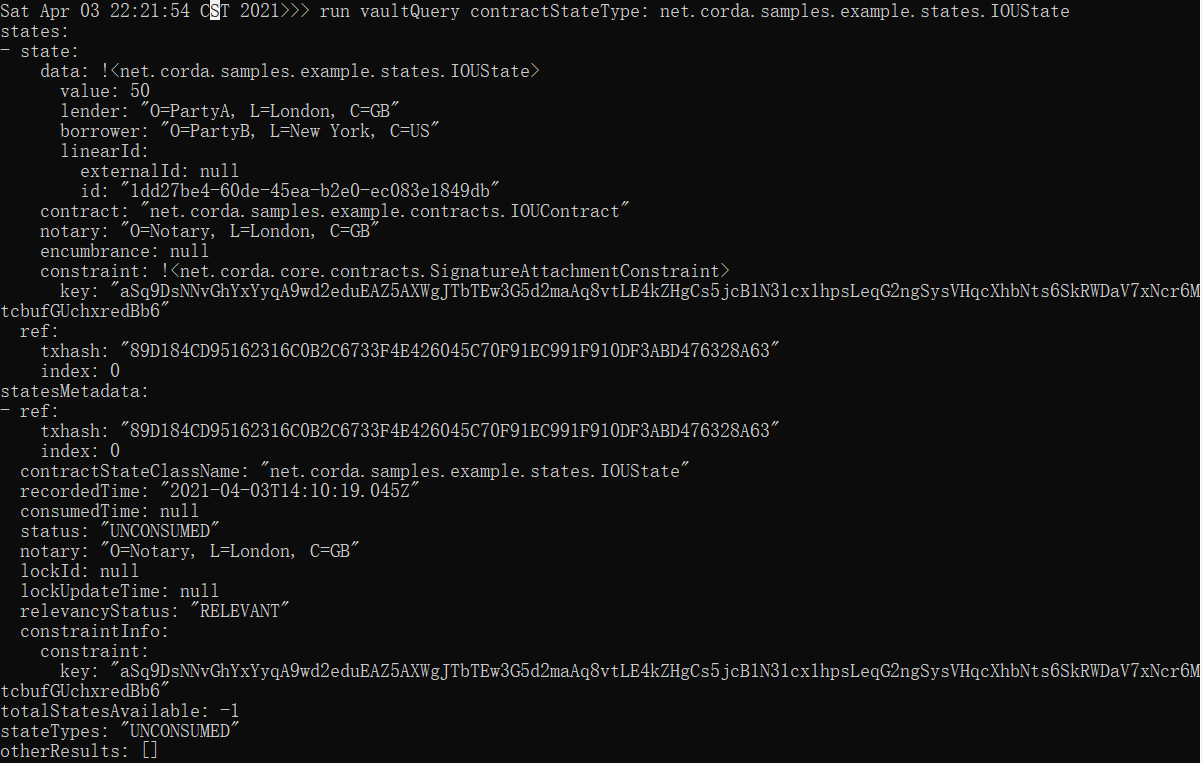 Sat Apr 03 22:21:54 CST 2021>>> run vaultQuery contractStateType: net.corda.samples.example.states.IOUState
states:
- state:
    data: !<net.corda.samples.example.states.IOUState>
      value: 50
      lender: "O=PartyA, L=London, C=GB"
      borrower: "O=PartyB, L=New York, C=US"
      linearId:
        externalId: null
        id: "1dd27be4-60de-45ea-b2e0-ec083e1849db"
    contract: "net.corda.samples.example.contracts.IOUContract"
    notary: "O=Notary, L=London, C=GB"
    encumbrance: null
    constraint: !<net.corda.core.contracts.SignatureAttachmentConstraint>
      key: "aSq9DsNNvGhYxYyqA9wd2eduEAZ5AXWgJTbTEw3G5d2maAq8vtLE4kZHgCs5jcB1N31cx1hpsLeqG2ngSysVHqcXhbNts6SkRWDaV7xNcr6M
tcbufGUchxredBb6"
  ref:
    txhash: "89D184CD95162316C0B2C6733F4E426045C70F91EC991F910DF3ABD476328A63"
    index: 0
statesMetadata:
- ref:
    txhash: "89D184CD95162316C0B2C6733F4E426045C70F91EC991F910DF3ABD476328A63"
    index: 0
  contractStateClassName: "net.corda.samples.example.states.IOUState"
  recordedTime: "2021-04-03T14:10:19.045Z"
  consumedTime: null
  status: "UNCONSUMED"
  notary: "O=Notary, L=London, C=GB"
  lockId: null
  lockUpdateTime: null
  relevancyStatus: "RELEVANT"
  constraintInfo:
    constraint:
      key: "aSq9DsNNvGhYxYyqA9wd2eduEAZ5AXWgJTbTEw3G5d2maAq8vtLE4kZHgCs5jcB1N31cx1hpsLeqG2ngSysVHqcXhbNts6SkRWDaV7xNcr6M
tcbufGUchxredBb6"
totalStatesAvailable: -1
stateTypes: "UNCONSUMED"
otherResults: []